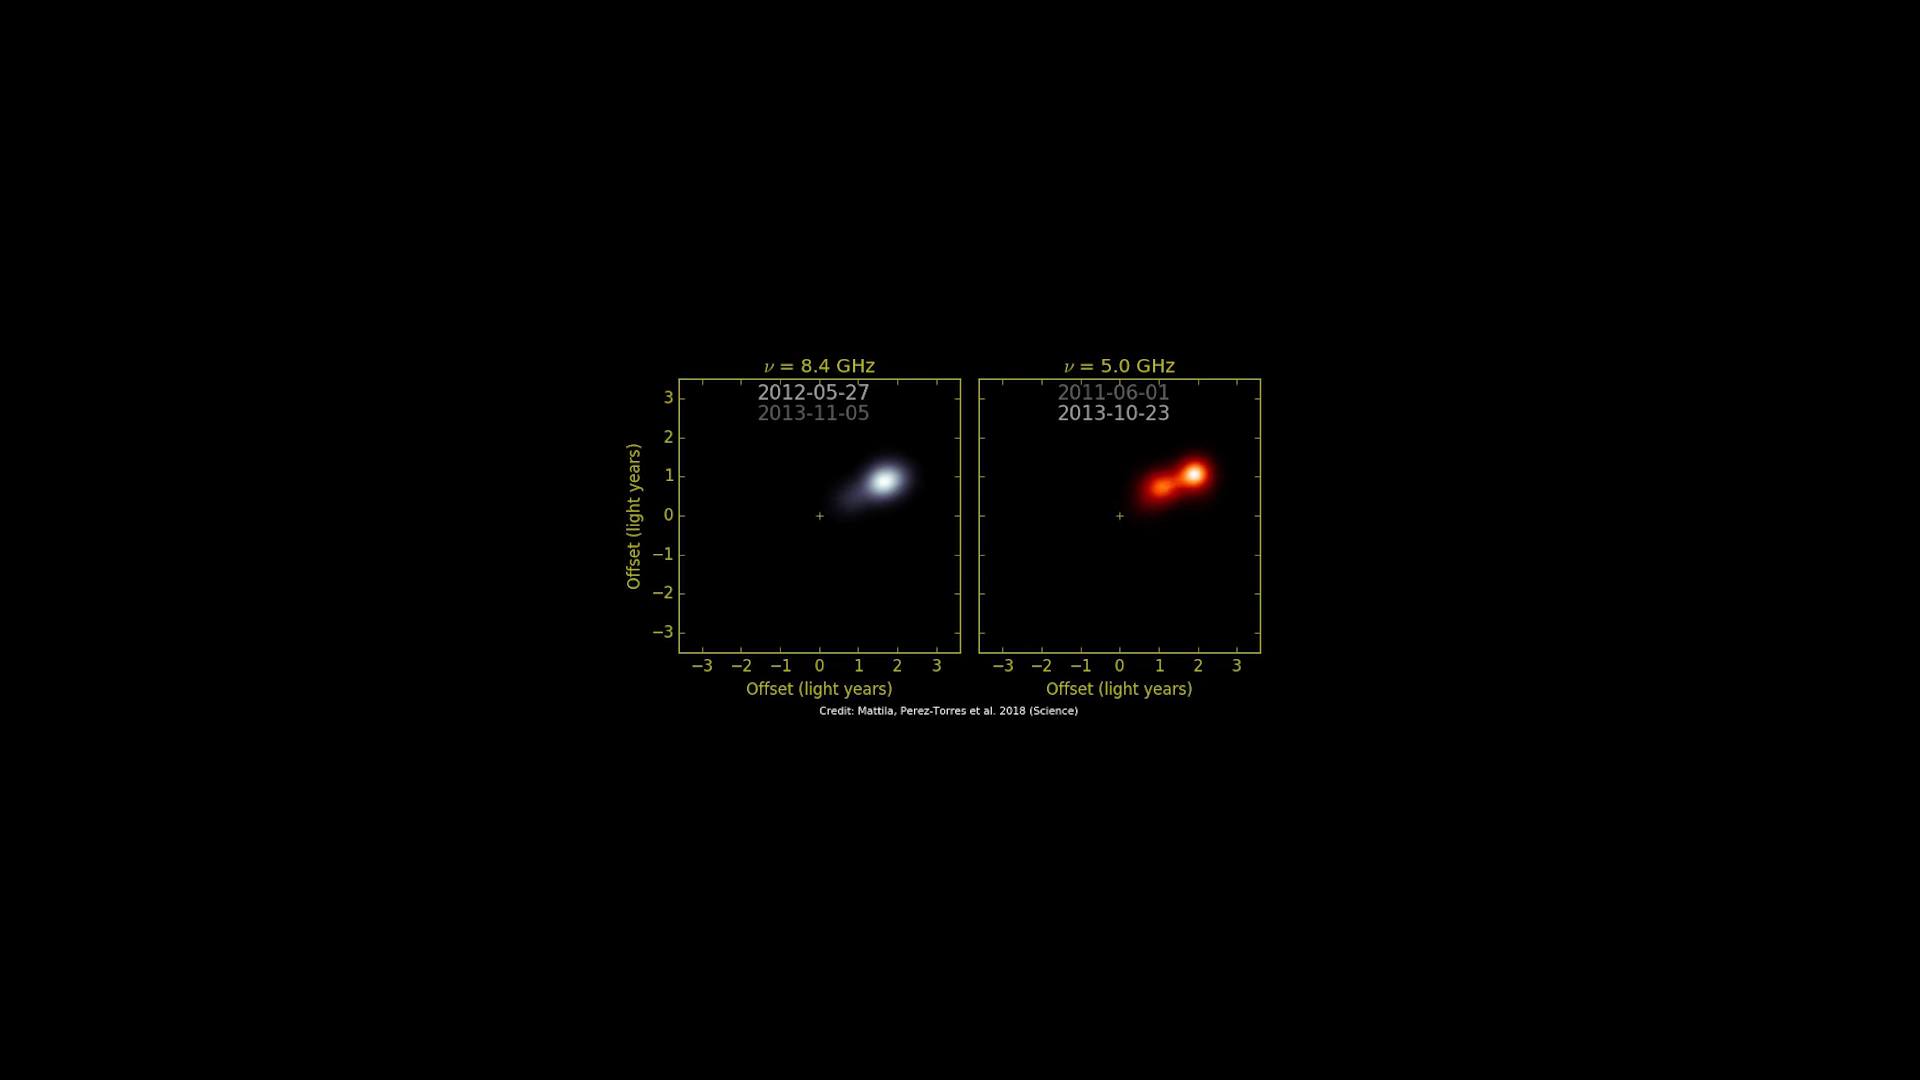 ν = 8.4 GHz
ν = 5.0 GHz
2012-05-27
2013-11-05
2011-06-01
2013-10-23
Offset (light years)
3
2
1
0
−1
−2
−3
−3 −2 −1 0 1 2 3
−3 −2 −1 0 1 2 3
Offset (light years)
Offset (light years)
Credit: Mattila, Perez-Torres et al. 2018 (Science)